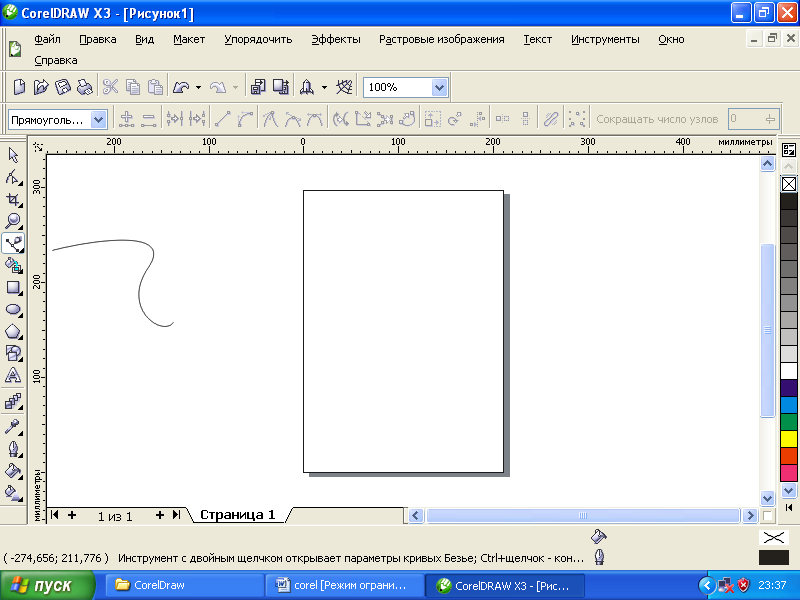 CorelDRAW X3 - [Рисунок1]
Файл Правка Вид Макет Упорядочить Эффекты Растровые изображения Текст Инструменты Окно
Справка
100%
Прямоуголь... Сокращать число узлов 0
200 100 0 100 200 300 400 миллиметры
300
200
100
миллиметры
1 из 1 Страница 1
( -274,656; 211,776 ) Инструмент с двойным щелчком открывает параметры кривых Безье; Ctrl+щелчок - кон...
пуск CorelDraw corel [Режим ограни... CorelDRAW X3 - [Рис... 23:37